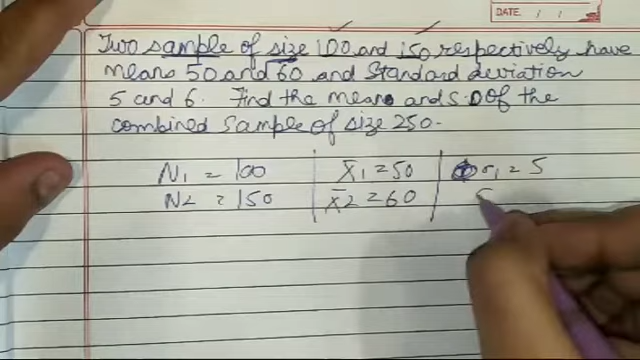 DATE / /
Two sample of size 100 and 150 respectively have
means 50 and 60 and Standard deviation
5 and 6. Find the mean and S.D of the
combined Sample of size 250.
N1 = 100 X̄1 = 50 σ1 = 5
N2 = 150 X̄2 = 60